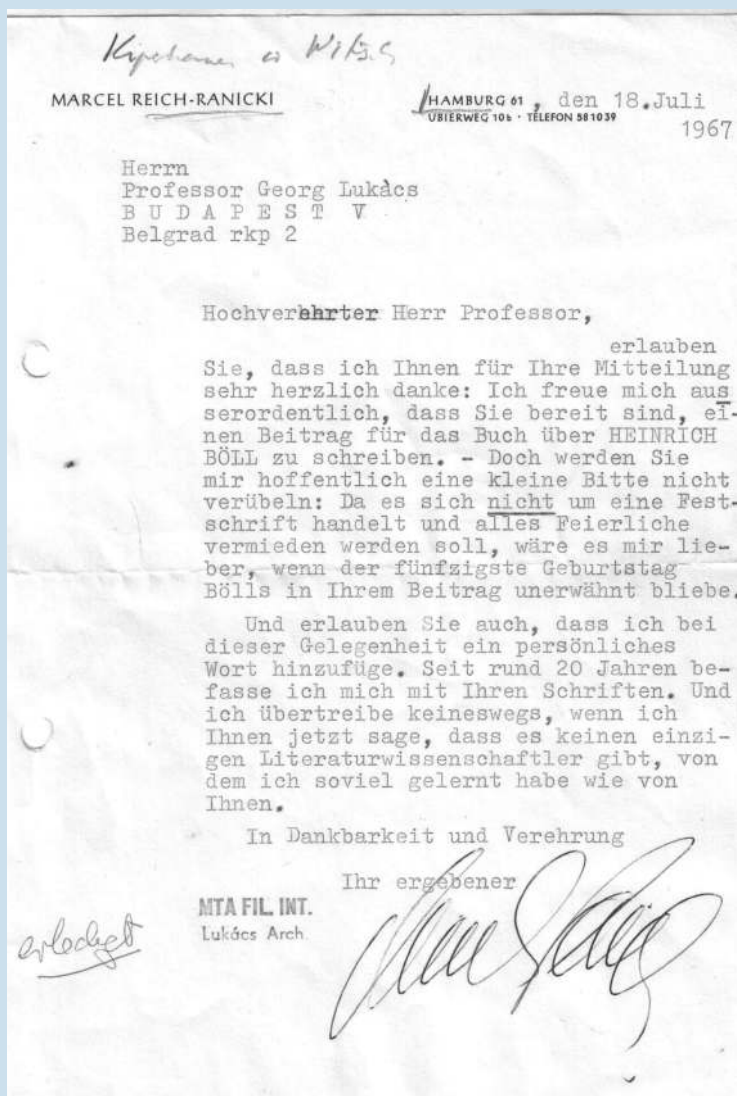 MARCEL REICH-RANICKI
HAMBURG 61, den 18.Juli
UBIERWEG 10b · TELEFON 581039
1967
Herrn
Professor Georg Lukàcs
B U D A P E S T V
Belgrad rkp 2
Hochverehrter Herr Professor,
erlauben
Sie, dass ich Ihnen für Ihre Mitteilung
sehr herzlich danke: Ich freue mich aus
serordentlich, dass Sie bereit sind, ei-
nen Beitrag für das Buch über HEINRICH
BÖLL zu schreiben. - Doch werden Sie
mir hoffentlich eine kleine Bitte nicht
verübeln: Da es sich nicht um eine Fest-
schrift handelt und alles Feierliche
vermieden werden soll, wäre es mir lie-
ber, wenn der fünfzigste Geburtstag
Bölls in Ihrem Beitrag unerwähnt bliebe.
Und erlauben Sie auch, dass ich bei
dieser Gelegenheit ein persönliches
Wort hinzufüge. Seit rund 20 Jahren be-
fasse ich mich mit Ihren Schriften. Und
ich übertreibe keineswegs, wenn ich
Ihnen jetzt sage, dass es keinen einzi-
gen Literaturwissenschaftler gibt, von
dem ich soviel gelernt habe wie von
Ihnen.
In Dankbarkeit und Verehrung
Ihr ergebener
MTA FIL. INT.
Lukács Arch.
erledigt